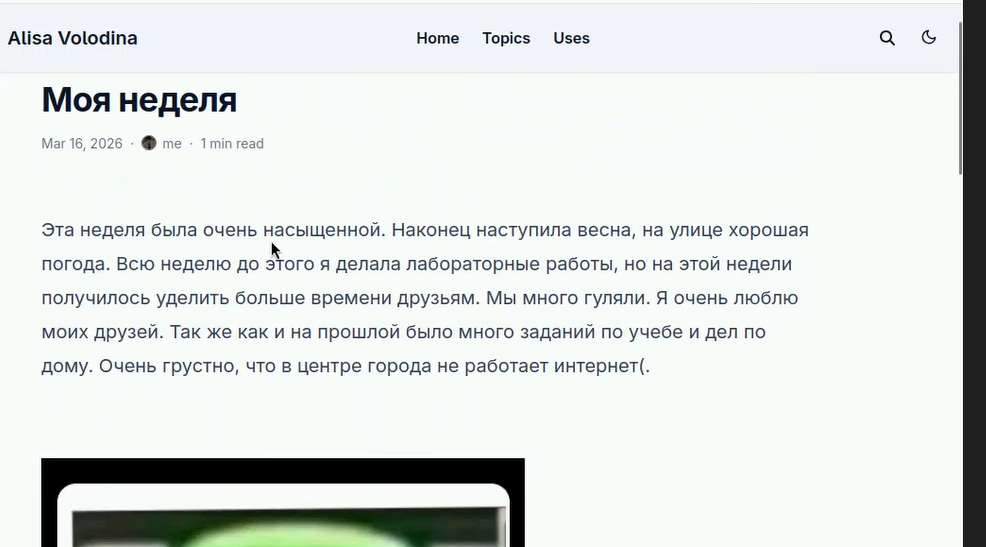 Alisa Volodina
Home Topics Uses
Моя неделя
Mar 16, 2026 · me · 1 min read
Эта неделя была очень насыщенной. Наконец наступила весна, на улице хорошая
погода. Всю неделю до этого я делала лабораторные работы, но на этой недели
получилось уделить больше времени друзьям. Мы много гуляли. Я очень люблю
моих друзей. Так же как и на прошлой было много заданий по учебе и дел по
дому. Очень грустно, что в центре города не работает интернет(.